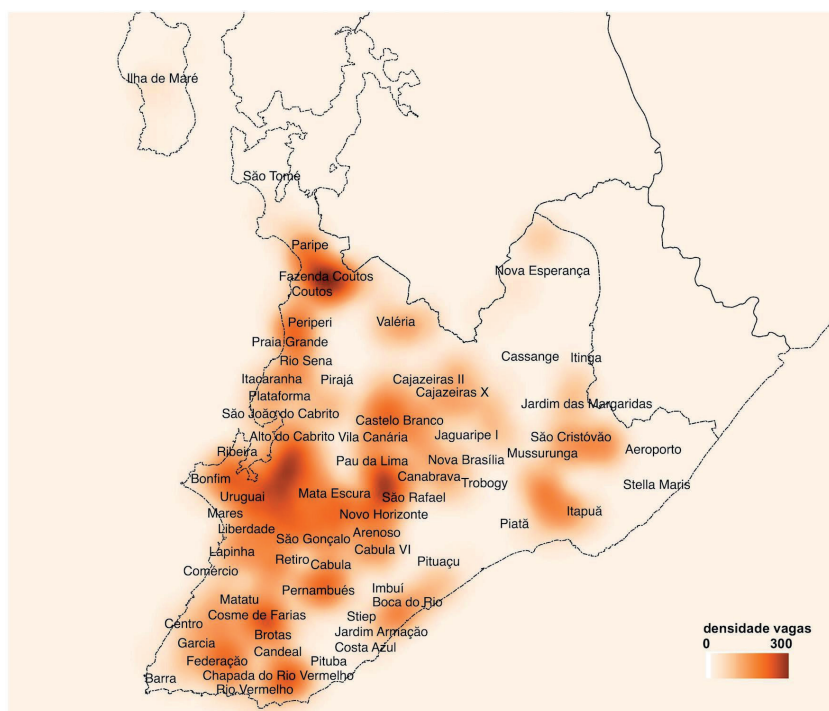 Ilha de Maré
São Tomé
Paripe
Fazenda Coutos
Coutos
Nova Esperança
Periperi
Valéria
Praia Grande
Rio Sena
Cassange
Itinga
Itacaranha
Pirajá
Cajazeiras II
Cajazeiras X
Plataforma
Jardim das Margaridas
São João do Cabrito
Castelo Branco
Alto do Cabrito
Vila Canária
Jaguaripe I
São Cristóvão
Ribeira
Mussurunga
Aeroporto
Pau da Lima
Nova Brasília
Bonfim
Canabrava
Trobogy
Stella Maris
Uruguai
Mata Escura
São Rafael
Mares
Novo Horizonte
Itapuã
Liberdade
Piatã
São Gonçalo
Arenoso
Lapinha
Cabula VI
Retiro
Cabula
Pituaçu
Comércio
Pernambués
Imbuí
Matatu
Boca do Rio
Cosme de Farias
Stiep
Centro
Brotas
Jardim Armação
Garcia
Candeal
Costa Azul
Federação
Pituba
Barra
Chapada do Rio Vermelho
Rio Vermelho
densidade vagas
0 300